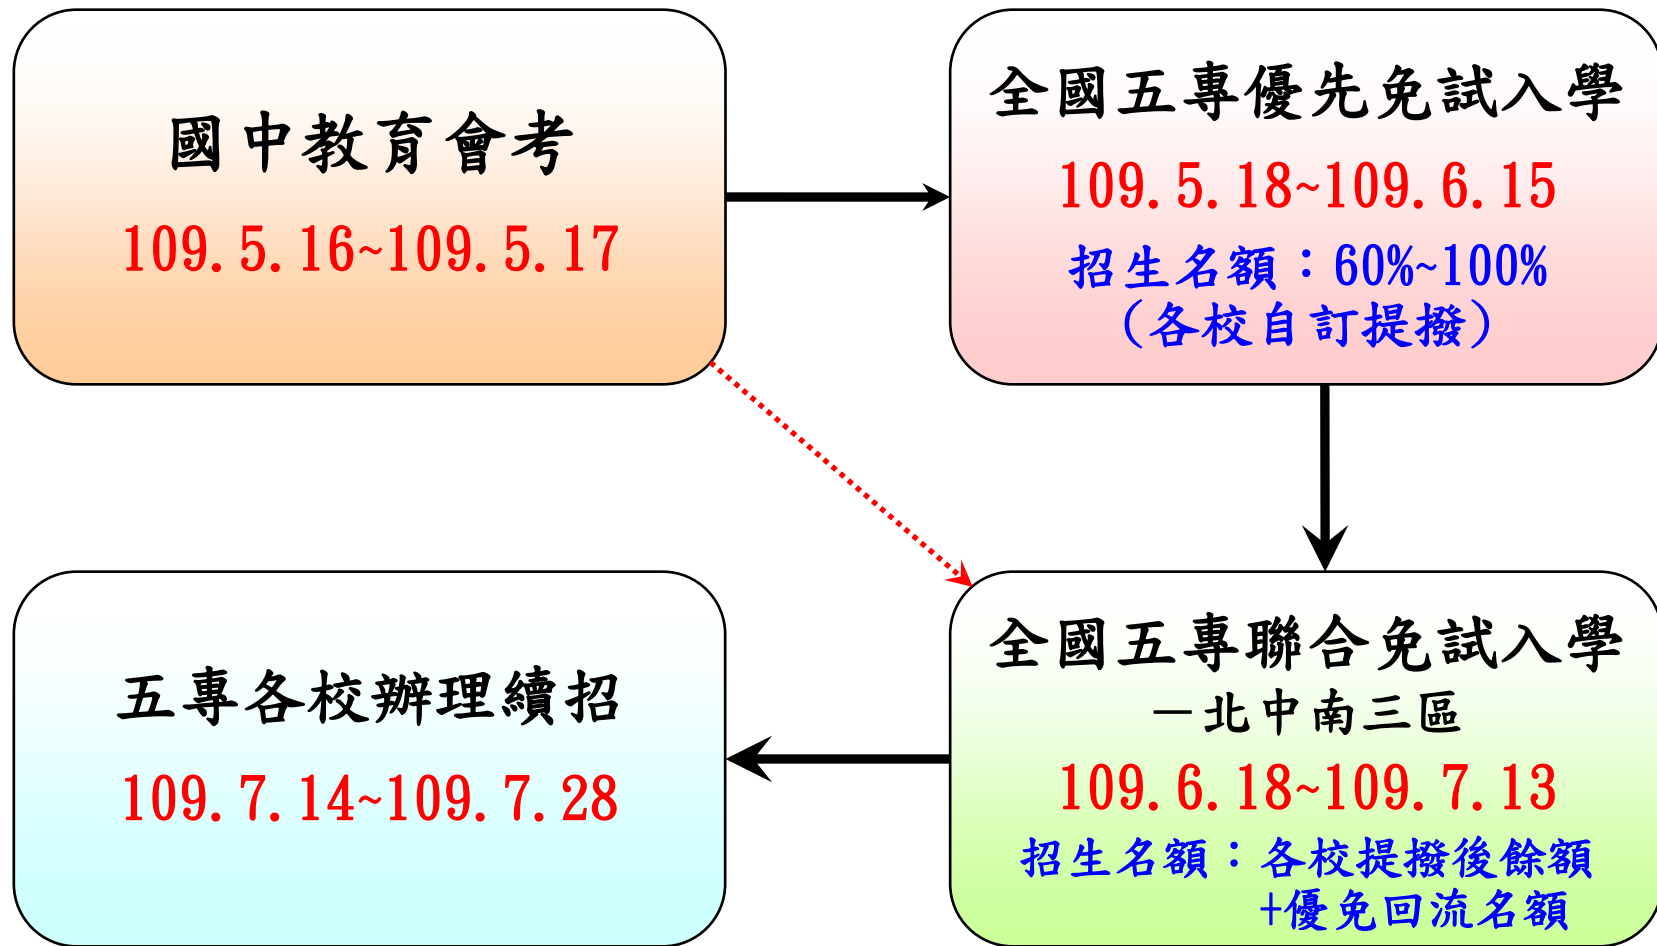 國中教育會考
109.5.16~109.5.17
全國五專優先免試入學
109.5.18~109.6.15
招生名額：60%~100%
(各校自訂提撥)
五專各校辦理續招
109.7.14~109.7.28
全國五專聯合免試入學
－北中南三區
109.6.18~109.7.13
招生名額：各校提撥後餘額
+優免回流名額